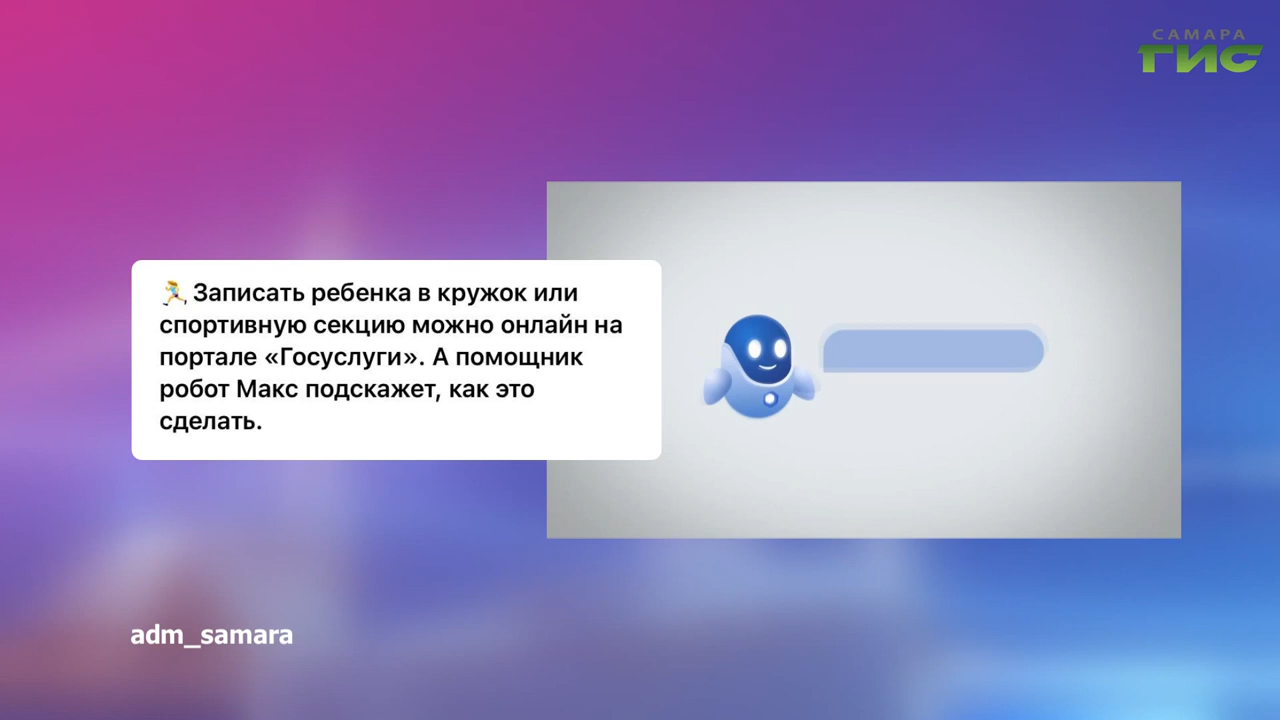 САМАРА
ГИС
🏃Записать ребенка в кружок или
спортивную секцию можно онлайн на
портале «Госуслуги». А помощник
робот Макс подскажет, как это
сделать.
adm_samara